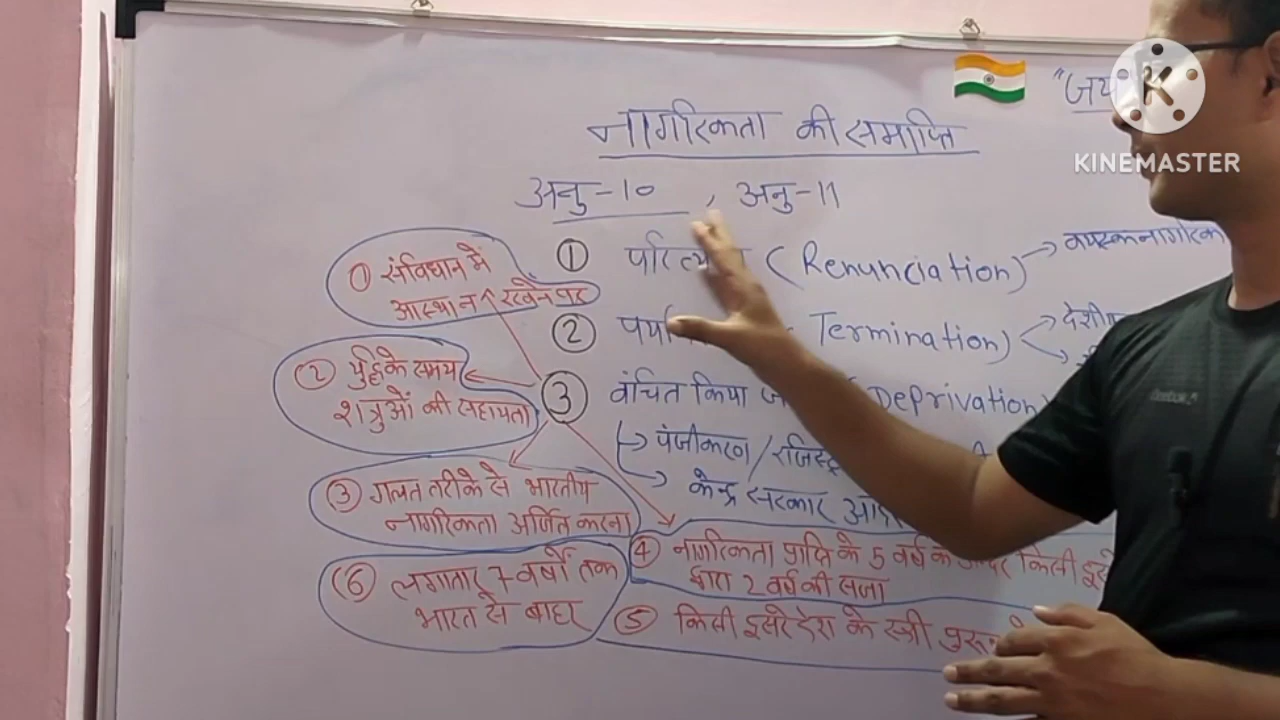 "जय
KINEMASTER
नागरिकता की समाप्ति
अनु-10 , अनु-11
① परित्याग (Renunciation) → वयस्क नागरिक
② Termination) → देशी
③ वंचित किया Deprivation)
→ पंजीकरण / रजिस्ट्र
→ केन्द्र सरकार
① संविधान में
आस्था न रखने पर
② युद्ध के समय
शत्रुओं की सहायता
③ गलत तरीके से भारतीय
नागरिकता अर्जित करना
④ नागरिकता प्राप्ति के 5 वर्ष के अन्दर किसी दूसरे
द्वारा 2 वर्ष की सजा
⑤ किसी दूसरे देश के स्त्री पुरूष
⑥ लगातार 7 वर्षों तक
भारत से बाहर